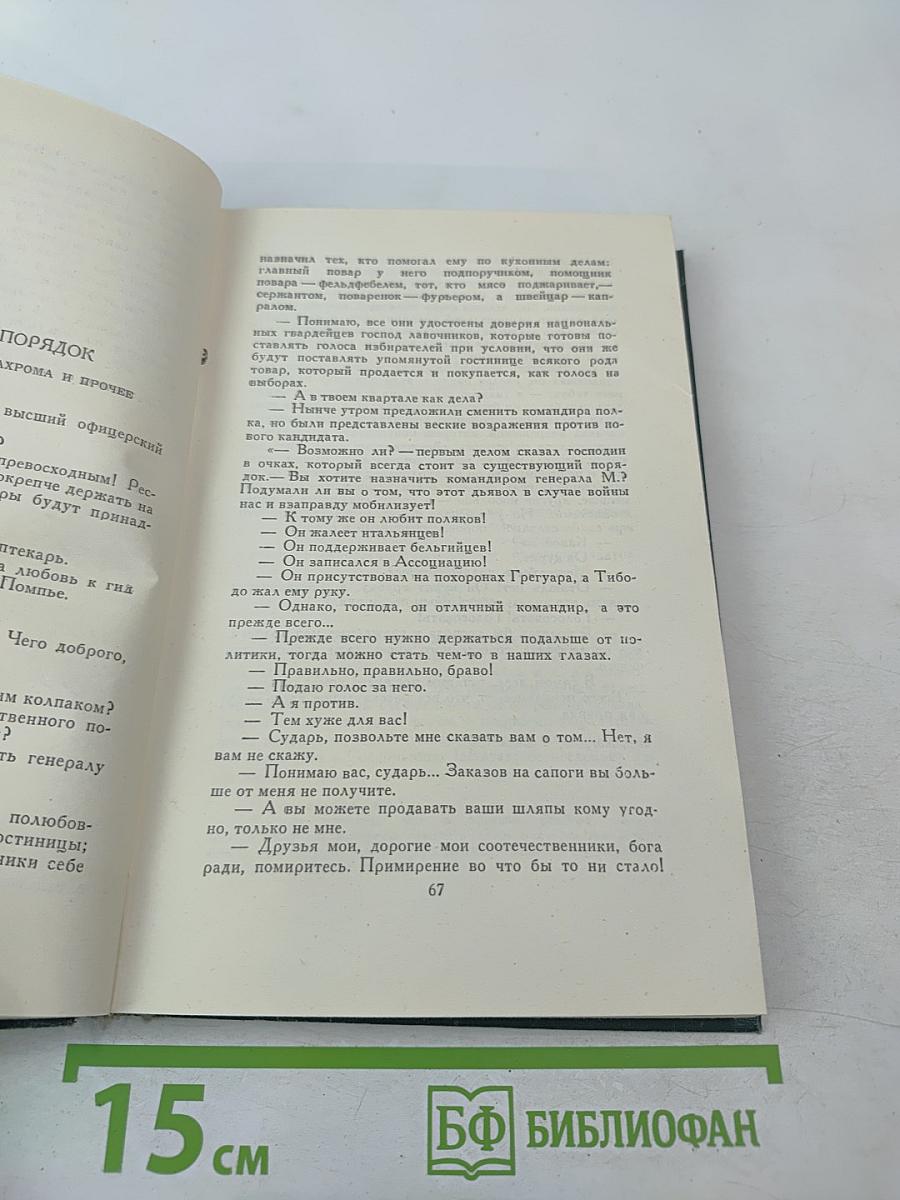 ПОРЯДОК
АХРОМА И ПРОЧЕЕ
высший офицерский
превосходным! Рес-
окрепче держать на
ры будут принад-
птекарь.
а любовь к гид
Помпье.
Чего доброго,
им колпаком?
ственного по-
?
ть генералу
полюбов-
остиницы;
ники себе
назначил тех, кто помогал ему по кухонным делам:
главный повар у него подпоручиком, помощник
повара — фельдфебелем, тот, кто мясо поджаривает,—
сержантом, поваренок — фурьером, а швейцар — кап-
ралом.
— Понимаю, все они удостоены доверия националь-
ных гвардейцев господ лавочников, которые готовы по-
ставлять голоса избирателей при условии, что они же
будут поставлять упомянутой гостинице всякого рода
товар, который продается и покупается, как голоса на
выборах.
— А в твоем квартале как дела?
— Нынче утром предложили сменить командира пол-
ка, но были представлены веские возражения против но-
вого кандидата.
«— Возможно ли? — первым делом сказал господин
в очках, который всегда стоит за существующий поря-
док.— Вы хотите назначить командиром генерала М.?
Подумали ли вы о том, что этот дьявол в случае войны
нас и взаправду мобилизует!
— К тому же он любит поляков!
— Он жалеет итальянцев!
— Он поддерживает бельгийцев!
— Он записался в Ассоциацию!
— Он присутствовал на похоронах Грегуара, а Тибо-
до жал ему руку.
— Однако, господа, он отличный командир, а это
прежде всего...
— Прежде всего нужно держаться подальше от по-
литики, тогда можно стать чем-то в наших глазах.
— Правильно, правильно, браво!
— Подаю голос за него.
— А я против.
— Тем хуже для вас!
— Сударь, позвольте мне сказать вам о том... Нет, я
вам не скажу.
— Понимаю вас, сударь... Заказов на сапоги вы боль-
ше от меня не получите.
— А вы можете продавать ваши шляпы кому угод-
но, только не мне.
— Друзья мои, дорогие мои соотечественники, бога
ради, помиритесь. Примирение во что бы то ни стало!
67
15 см
БФ БИБЛИОФАН